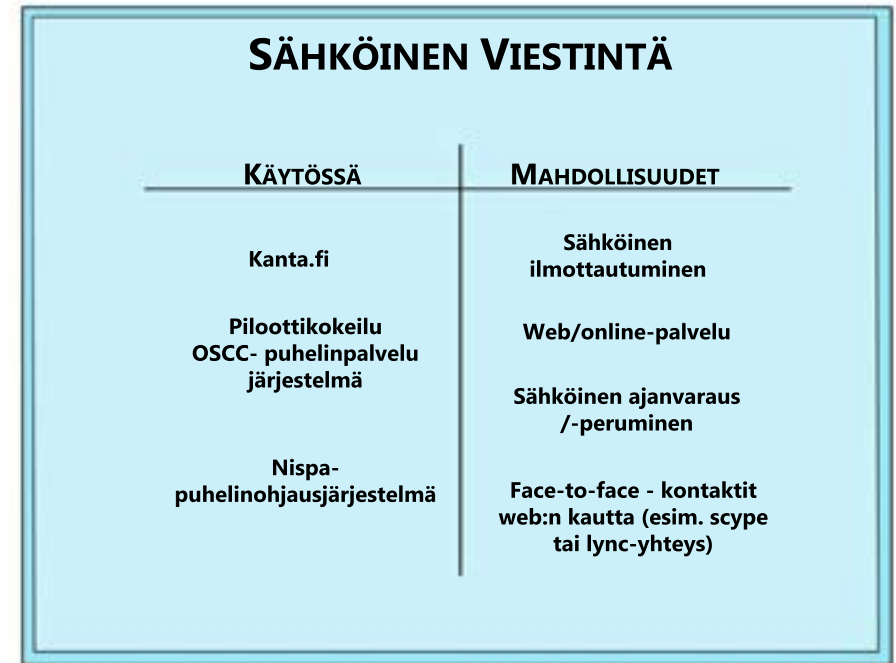 SÄHKÖINEN VIESTINTÄ
KÄYTÖSSÄ
Kanta.fi
Piloottikokeilu
OSCC- puhelinpalvelu
järjestelmä
Nispa-
puhelinohjausjärjestelmä
MAHDOLLISUUDET
Sähköinen
ilmottautuminen
Web/online-palvelu
Sähköinen ajanvaraus
/-peruminen
Face-to-face - kontaktit
web:n kautta (esim. scype
tai lync-yhteys)